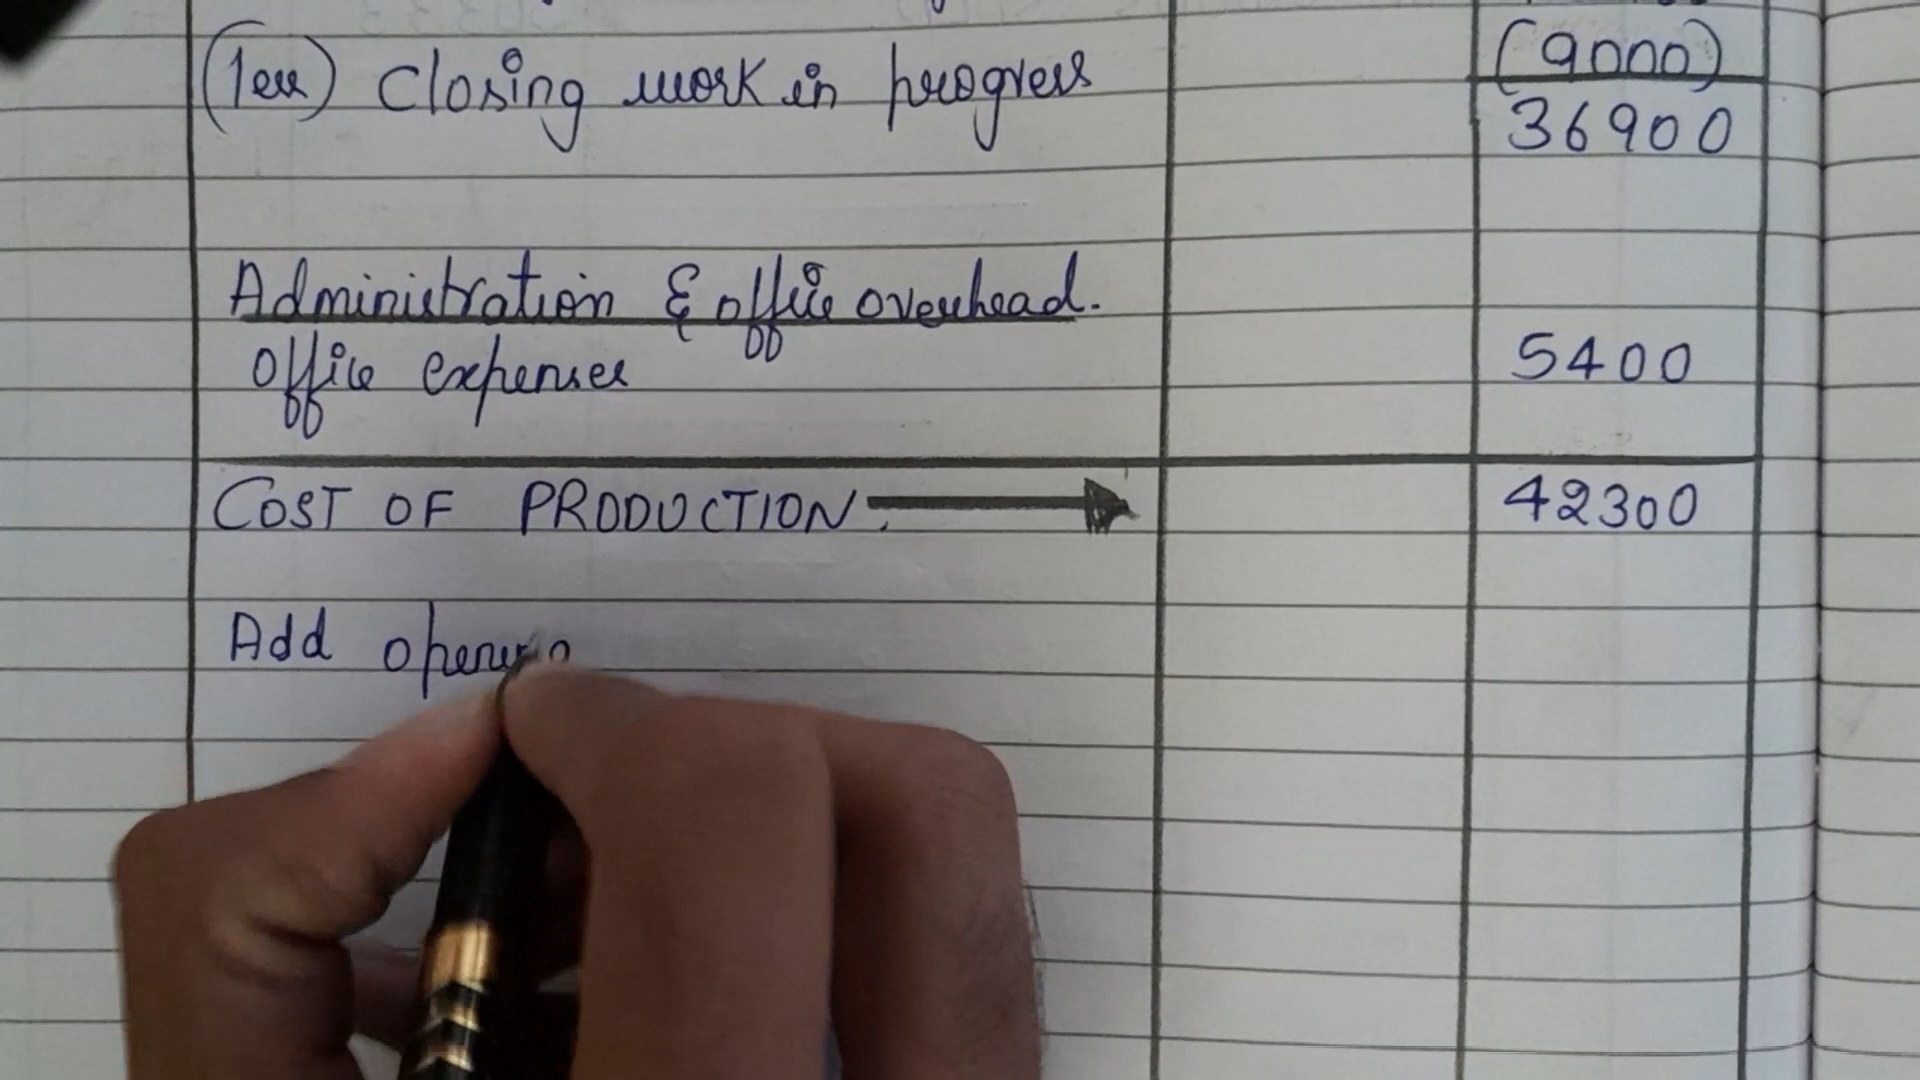 (Less) Closing work in progress (9000)
36900
Administration & office overhead.
office expenses 5400
COST OF PRODUCTION. 42300
Add